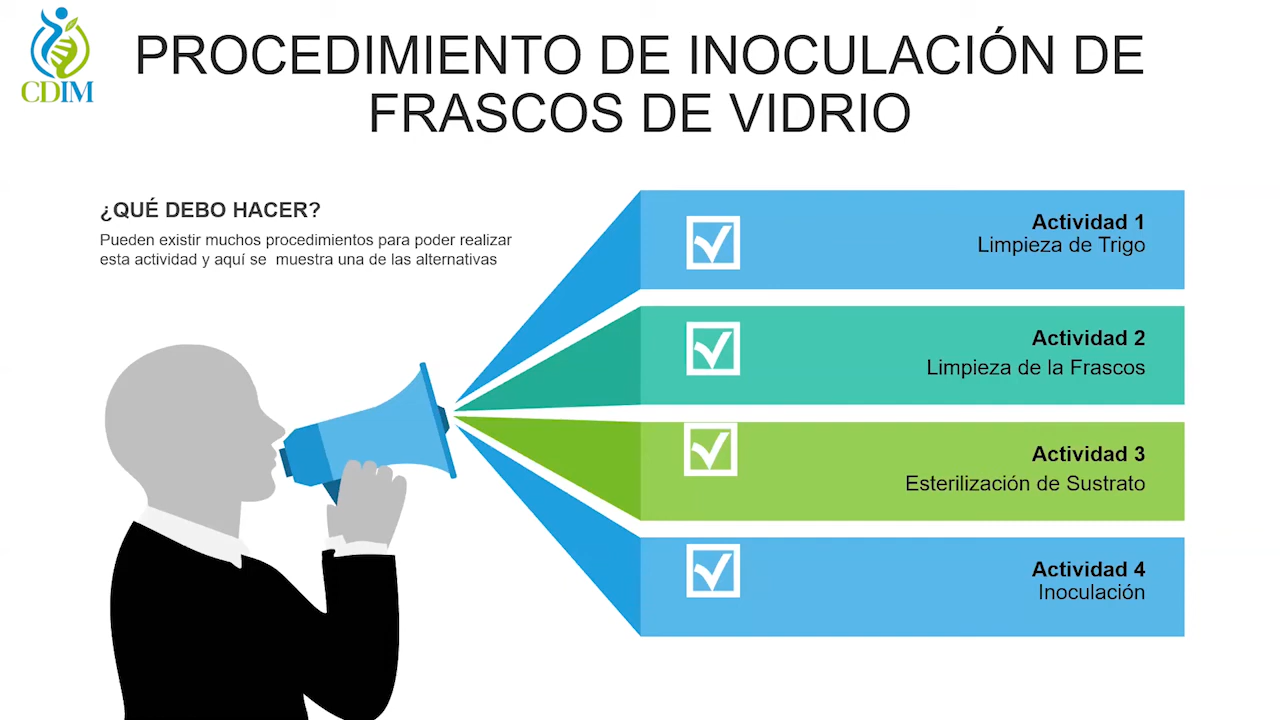 CDIM
PROCEDIMIENTO DE INOCULACIÓN DE
FRASCOS DE VIDRIO
¿QUÉ DEBO HACER?
Pueden existir muchos procedimientos para poder realizar
esta actividad y aquí se muestra una de las alternativas
Actividad 1
Limpieza de Trigo
Actividad 2
Limpieza de la Frascos
Actividad 3
Esterilización de Sustrato
Actividad 4
Inoculación